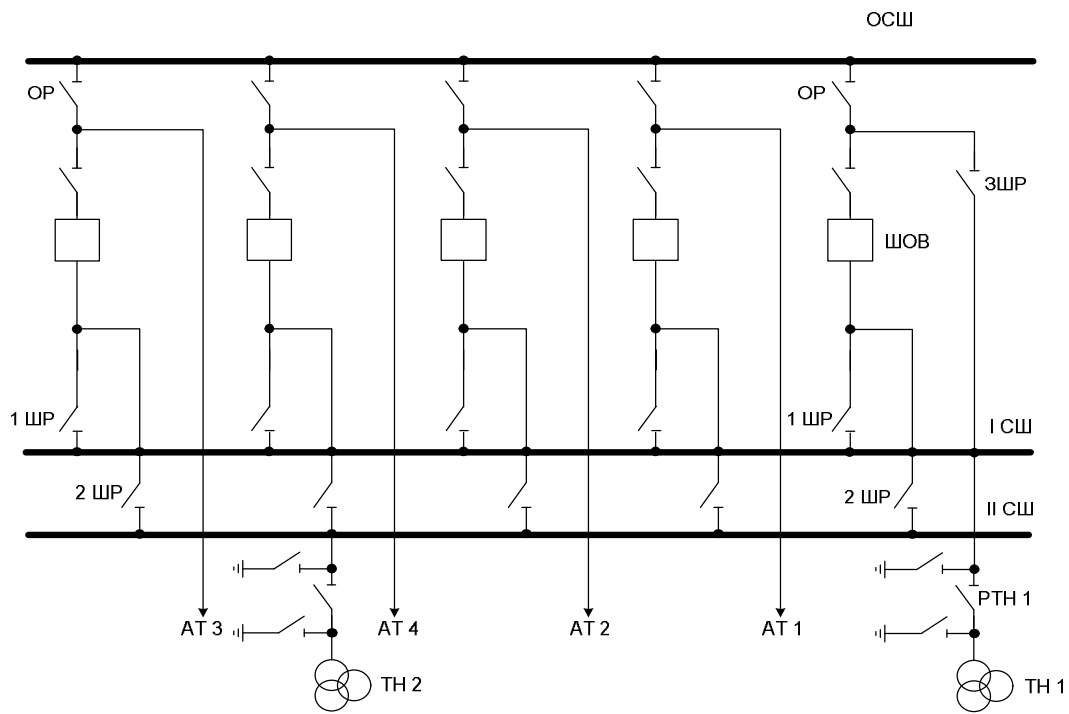 ОСШ
ОР
ОР
ЗШР
ШОВ
1 ШР
1 ШР
I СШ
2 ШР
2 ШР
II СШ
РТН 1
АТ 3
АТ 4
АТ 2
АТ 1
ТН 2
ТН 1